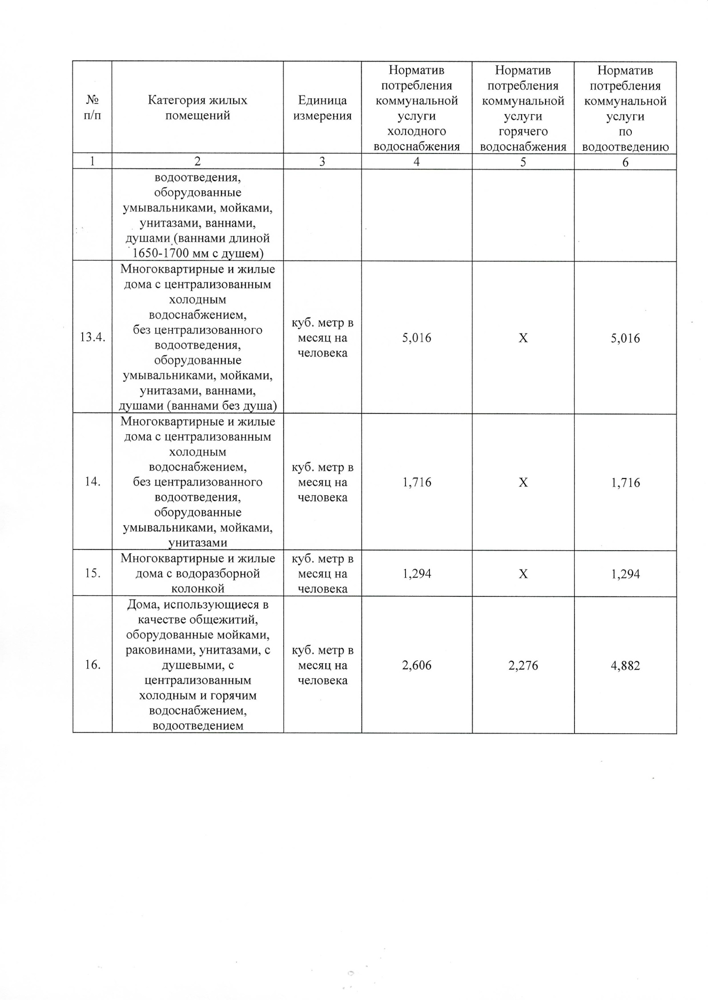 №
п/п
Категория жилых
помещений
Единица
измерения
Норматив
потребления
коммунальной
услуги
холодного
водоснабжения
Норматив
потребления
коммунальной
услуги
горячего
водоснабжения
Норматив
потребления
коммунальной
услуги
по
водоотведению
1
2
3
4
5
6
водоотведения,
оборудованные
умывальниками, мойками,
унитазами, ваннами,
душами (ваннами длиной
1650-1700 мм с душем)
13.4.
Многоквартирные и жилые
дома с централизованным
холодным
водоснабжением,
без централизованного
водоотведения,
оборудованные
умывальниками, мойками,
унитазами, ваннами,
душами (ваннами без душа)
куб. метр в
месяц на
человека
5,016
Х
5,016
14.
Многоквартирные и жилые
дома с централизованным
холодным
водоснабжением,
без централизованного
водоотведения,
оборудованные
умывальниками, мойками,
унитазами
куб. метр в
месяц на
человека
1,716
Х
1,716
15.
Многоквартирные и жилые
дома с водоразборной
колонкой
куб. метр в
месяц на
человека
1,294
Х
1,294
16.
Дома, использующиеся в
качестве общежитий,
оборудованные мойками,
раковинами, унитазами, с
душевыми, с
централизованным
холодным и горячим
водоснабжением,
водоотведением
куб. метр в
месяц на
человека
2,606
2,276
4,882